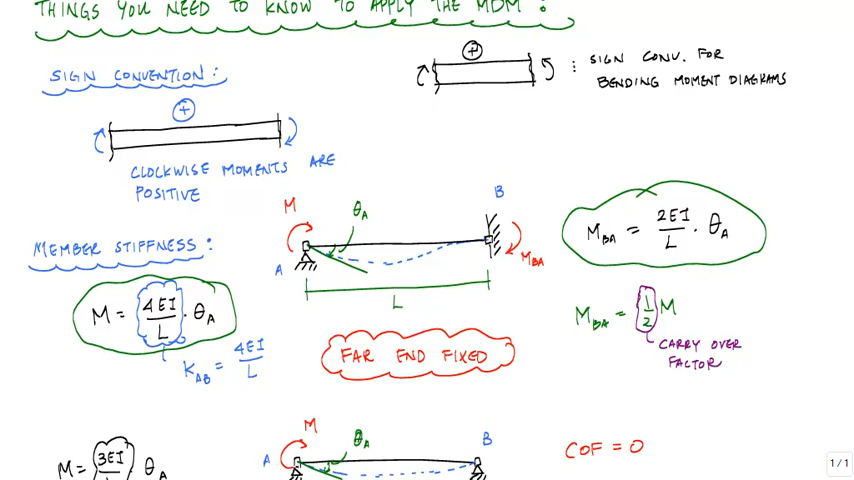 THINGS YOU NEED TO KNOW TO APPLY THE MDM :
SIGN CONVENTION:
+
CLOCKWISE MOMENTS ARE
POSITIVE
+
: SIGN CONV. FOR
BENDING MOMENT DIAGRAMS
MEMBER STIFFNESS:
M = 4EI/L · θA
KAB = 4EI/L
M
θA
B
A
MBA
L
FAR END FIXED
MBA = 2EI/L · θA
MBA = 1/2 M
CARRY OVER
FACTOR
M = 3EI/L · θA
M
A
θA
B
COF = 0
1 / 1